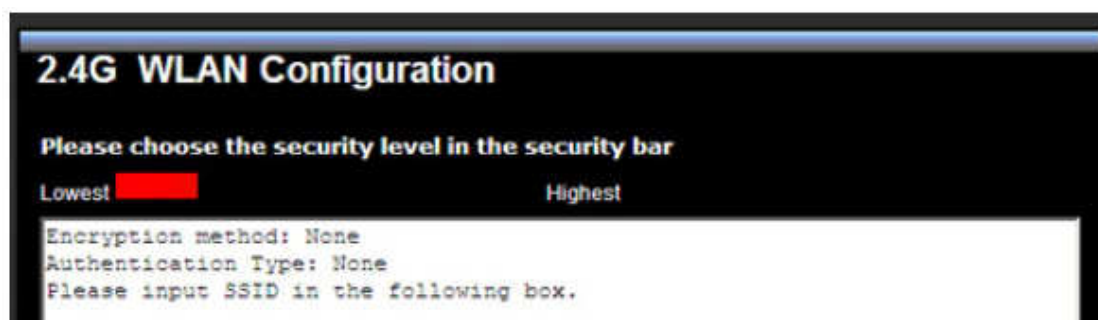 2.4G WLAN Configuration
Please choose the security level in the security bar
Lowest Highest
Encryption method: None
Authentication Type: None
Please input SSID in the following box.